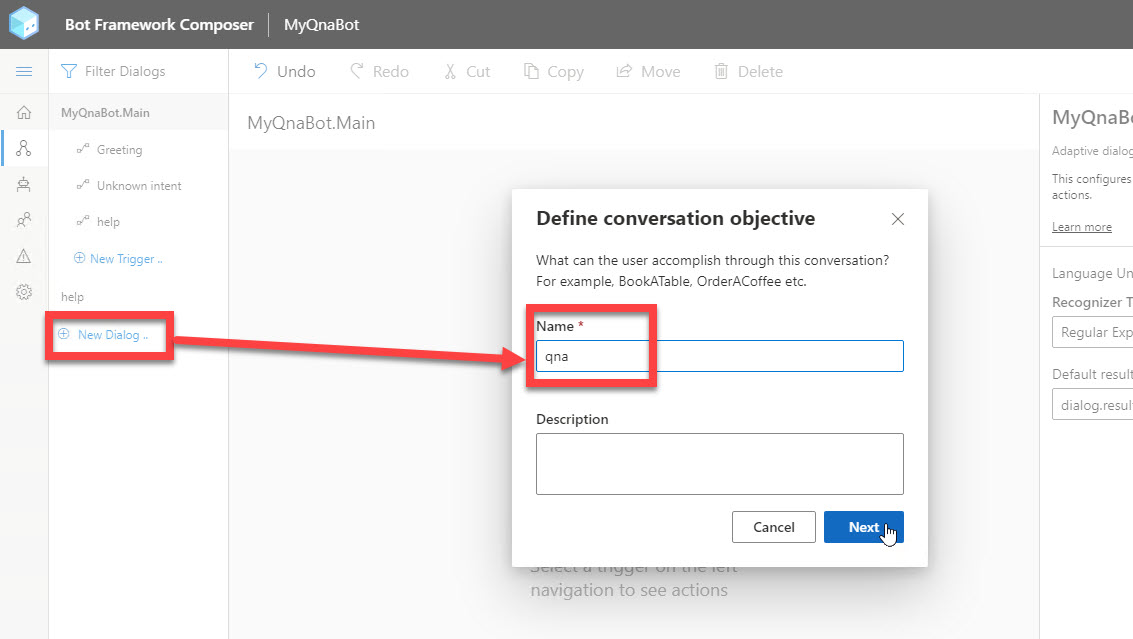 Bot Framework Composer
MyQnaBot
Filter Dialogs
Undo
Redo
Cut
Copy
Move
Delete
MyQnaBot.Main
Greeting
Unknown intent
help
New Trigger ..
help
New Dialog ..
MyQnaBot.Main
Define conversation objective
What can the user accomplish through this conversation?
For example, BookATable, OrderACoffee etc.
Name *
qna
Description
Cancel
Next
Select a trigger on the left
navigation to see actions
MyQnaB
Adaptive dialog
This configures
actions.
Learn more
Language Un
Recognizer T
Regular Exp
Default result
dialog.resul